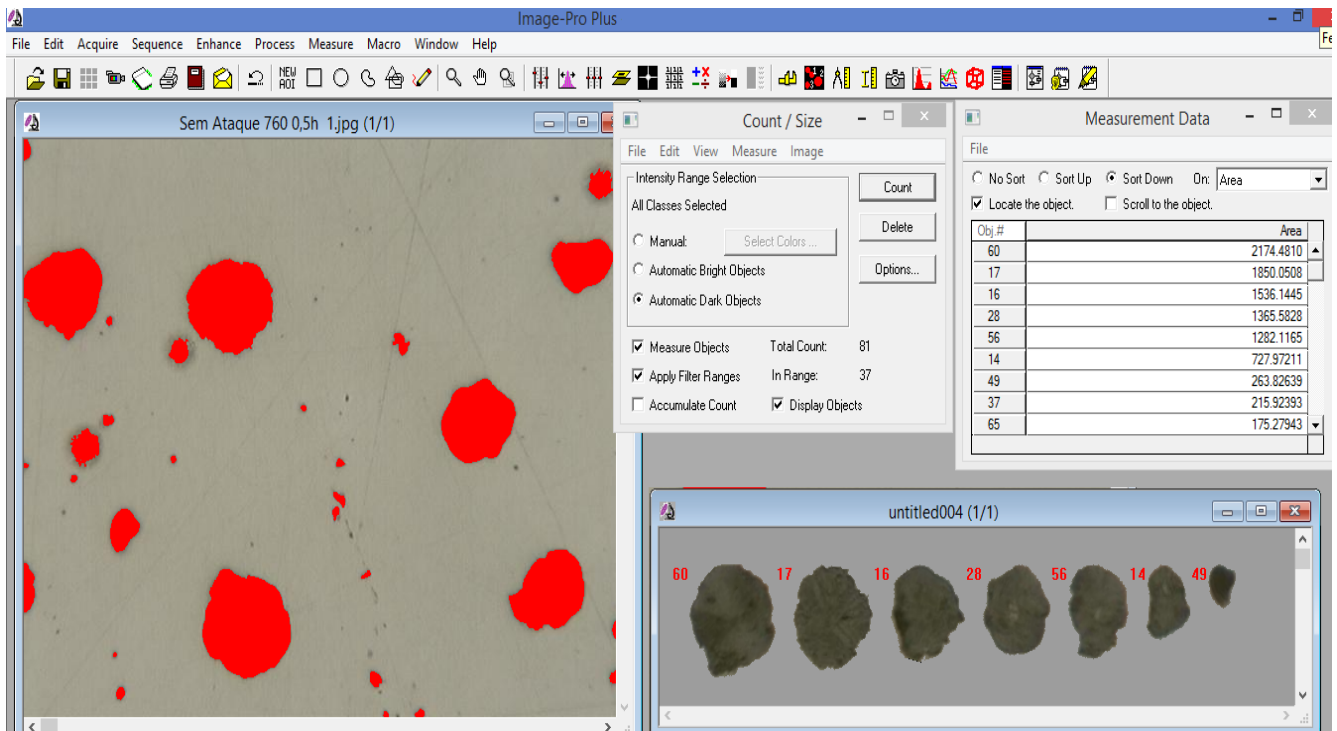 Image-Pro Plus
Fe
File Edit Acquire Sequence Enhance Process Measure Macro Window Help
NEW
AOI
Sem Ataque 760 0,5h 1.jpg (1/1)
Count / Size
File Edit View Measure Image
Intensity Range Selection
All Classes Selected
Manual:
Select Colors ...
Automatic Bright Objects
Automatic Dark Objects
Count
Delete
Options...
Measure Objects Total Count: 81
Apply Filter Ranges In Range: 37
Accumulate Count Display Objects
Measurement Data
File
No Sort Sort Up Sort Down On: Area
Locate the object. Scroll to the object.
Obj.# Area
60 2174.4810
17 1850.0508
16 1536.1445
28 1365.5828
56 1282.1165
14 727.97211
49 263.82639
37 215.92393
65 175.27943
untitled004 (1/1)
60 17 16 28 56 14 49